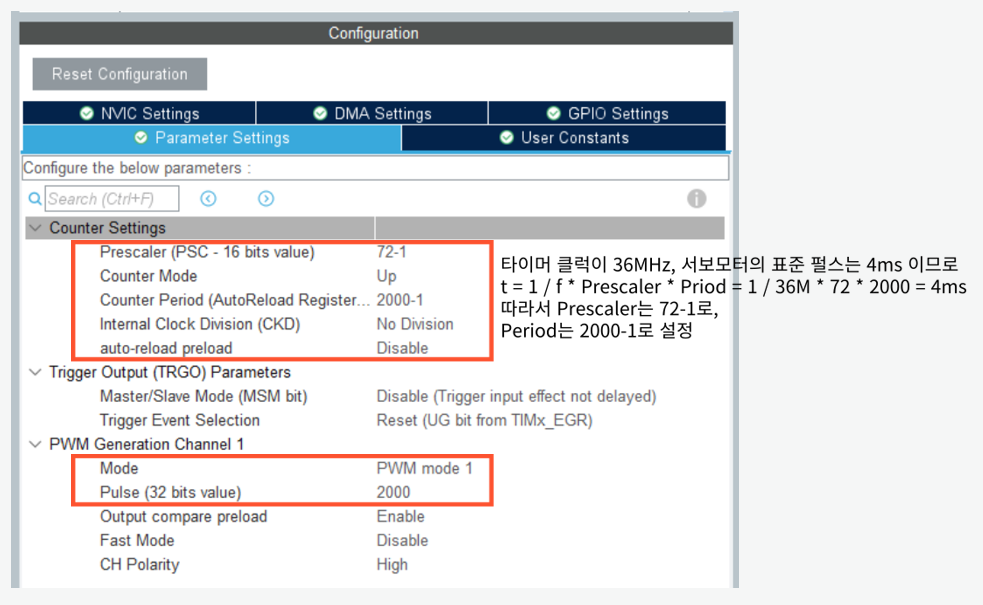 Configuration
Reset Configuration
NVIC Settings
DMA Settings
GPIO Settings
Parameter Settings
User Constants
Configure the below parameters :
Search (Ctrl+F)
Counter Settings
Prescaler (PSC - 16 bits value) 72-1
Counter Mode Up
Counter Period (AutoReload Register... 2000-1
Internal Clock Division (CKD) No Division
auto-reload preload Disable
타이머 클럭이 36MHz, 서보모터의 표준 펄스는 4ms 이므로
t = 1 / f * Prescaler * Priod = 1 / 36M * 72 * 2000 = 4ms
따라서 Prescaler는 72-1로,
Period는 2000-1로 설정
Trigger Output (TRGO) Parameters
Master/Slave Mode (MSM bit) Disable (Trigger input effect not delayed)
Trigger Event Selection Reset (UG bit from TIMx_EGR)
PWM Generation Channel 1
Mode PWM mode 1
Pulse (32 bits value) 2000
Output compare preload Enable
Fast Mode Disable
CH Polarity High